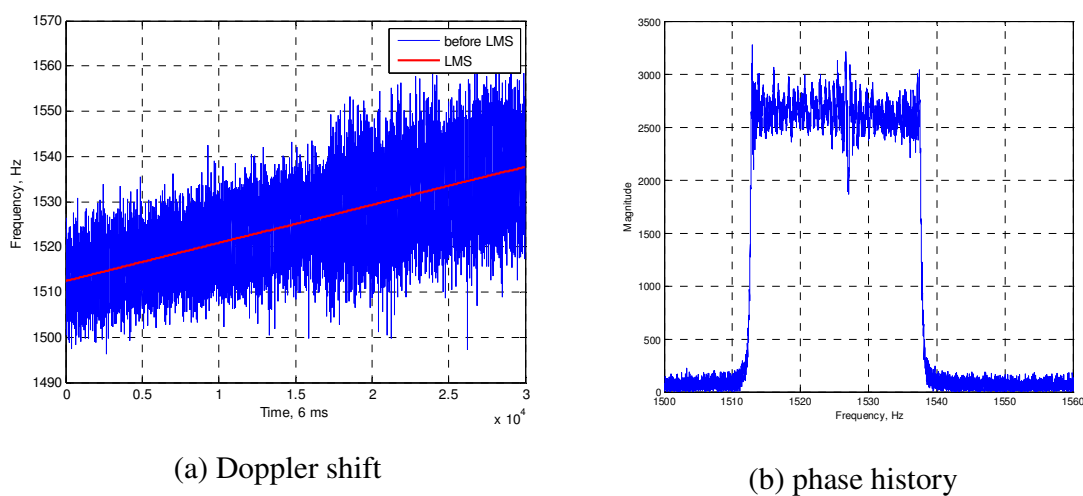 1570
1560
1550
1540
1530
1520
1510
1500
1490
Frequency, Hz
before LMS
LMS
0 0.5 1 1.5 2 2.5 3
x 10^4
Time, 6 ms
(a) Doppler shift
3500
3000
2500
2000
1500
1000
500
0
Magnitude
1500 1510 1520 1530 1540 1550 1560
Frequency, Hz
(b) phase history